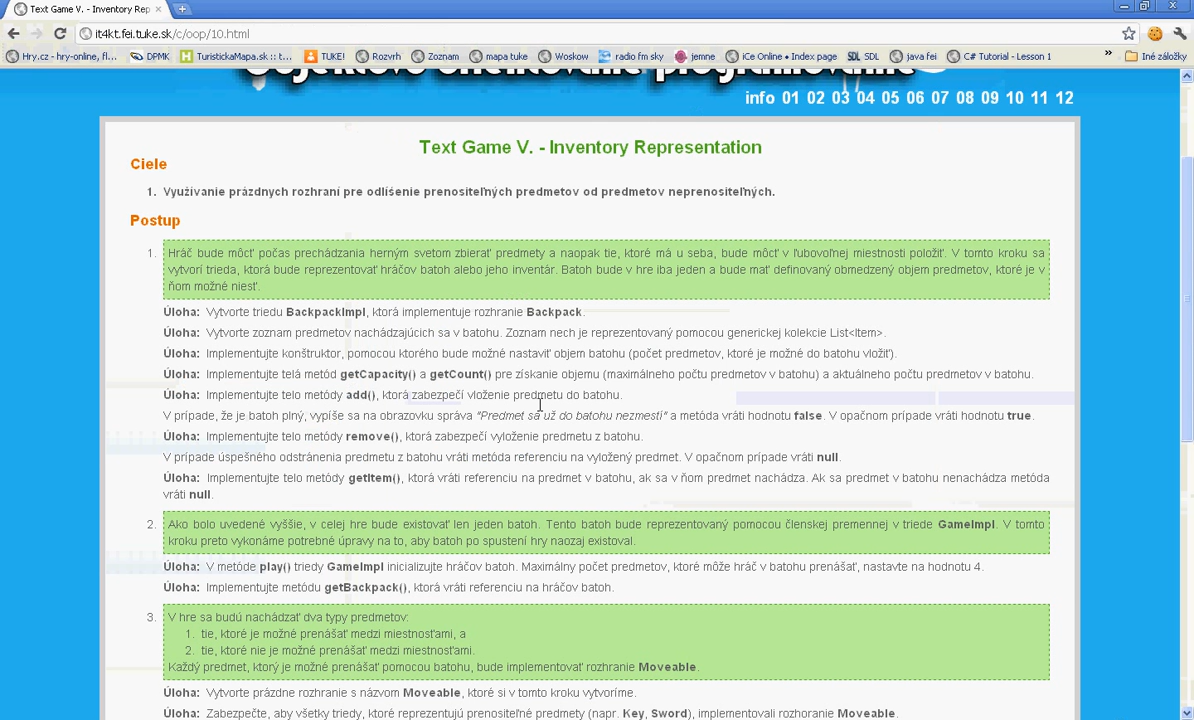 Text Game V. - Inventory Rep
it4kt.fei.tuke.sk/c/oop/10.html
Hry.cz - hry-online, fl... DPMK TuristickaMapa.sk :: t... TUKE! Rozvrh Zoznam mapa tuke Woskow radio fm sky jemne iCe Online • Index page SDL SDL java fei C# Tutorial - Lesson 1 » Iné záložky
info 01 02 03 04 05 06 07 08 09 10 11 12
Text Game V. - Inventory Representation
Ciele
1. Využívanie prázdnych rozhraní pre odlíšenie prenositeľných predmetov od predmetov neprenositeľných.
Postup
1. Hráč bude môcť počas prechádzania herným svetom zbierať predmety a naopak tie, ktoré má u seba, bude môcť v ľubovoľnej miestnosti položiť. V tomto kroku sa
vytvorí trieda, ktorá bude reprezentovať hráčov batoh alebo jeho inventár. Batoh bude v hre iba jeden a bude mať definovaný obmedzený objem predmetov, ktoré je v
ňom možné niesť.
Úloha: Vytvorte triedu BackpackImpl, ktorá implementuje rozhranie Backpack.
Úloha: Vytvorte zoznam predmetov nachádzajúcich sa v batohu. Zoznam nech je reprezentovaný pomocou generickej kolekcie List<Item>.
Úloha: Implementujte konštruktor, pomocou ktorého bude možné nastaviť objem batohu (počet predmetov, ktoré je možné do batohu vložiť).
Úloha: Implementujte telá metód getCapacity() a getCount() pre získanie objemu (maximálneho počtu predmetov v batohu) a aktuálneho počtu predmetov v batohu.
Úloha: Implementujte telo metódy add(), ktorá zabezpečí vloženie predmetu do batohu.
V prípade, že je batoh plný, vypíše sa na obrazovku správa "Predmet sa už do batohu nezmestí" a metóda vráti hodnotu false. V opačnom prípade vráti hodnotu true.
Úloha: Implementujte telo metódy remove(), ktorá zabezpečí vyloženie predmetu z batohu.
V prípade úspešného odstránenia predmetu z batohu vráti metóda referenciu na vyložený predmet. V opačnom prípade vráti null.
Úloha: Implementujte telo metódy getItem(), ktorá vráti referenciu na predmet v batohu, ak sa v ňom predmet nachádza. Ak sa predmet v batohu nenachádza metóda
vráti null.
2. Ako bolo uvedené vyššie, v celej hre bude existovať len jeden batoh. Tento batoh bude reprezentovaný pomocou členskej premennej v triede GameImpl. V tomto
kroku preto vykonáme potrebné úpravy na to, aby batoh po spustení hry naozaj existoval.
Úloha: V metóde play() triedy GameImpl inicializujte hráčov batoh. Maximálny počet predmetov, ktoré môže hráč v batohu prenášať, nastavte na hodnotu 4.
Úloha: Implementujte metódu getBackpack(), ktorá vráti referenciu na hráčov batoh.
3. V hre sa budú nachádzať dva typy predmetov:
1. tie, ktoré je možné prenášať medzi miestnosťami, a
2. tie, ktoré nie je možné prenášať medzi miestnosťami.
Každý predmet, ktorý je možné prenášať pomocou batohu, bude implementovať rozhranie Moveable.
Úloha: Vytvorte prázdne rozhranie s názvom Moveable, ktoré si v tomto kroku vytvoríme.
Úloha: Zabezpečte, aby všetky triedy, ktoré reprezentujú prenositeľné predmety (napr. Key, Sword), implementovali rozhoranie Moveable.